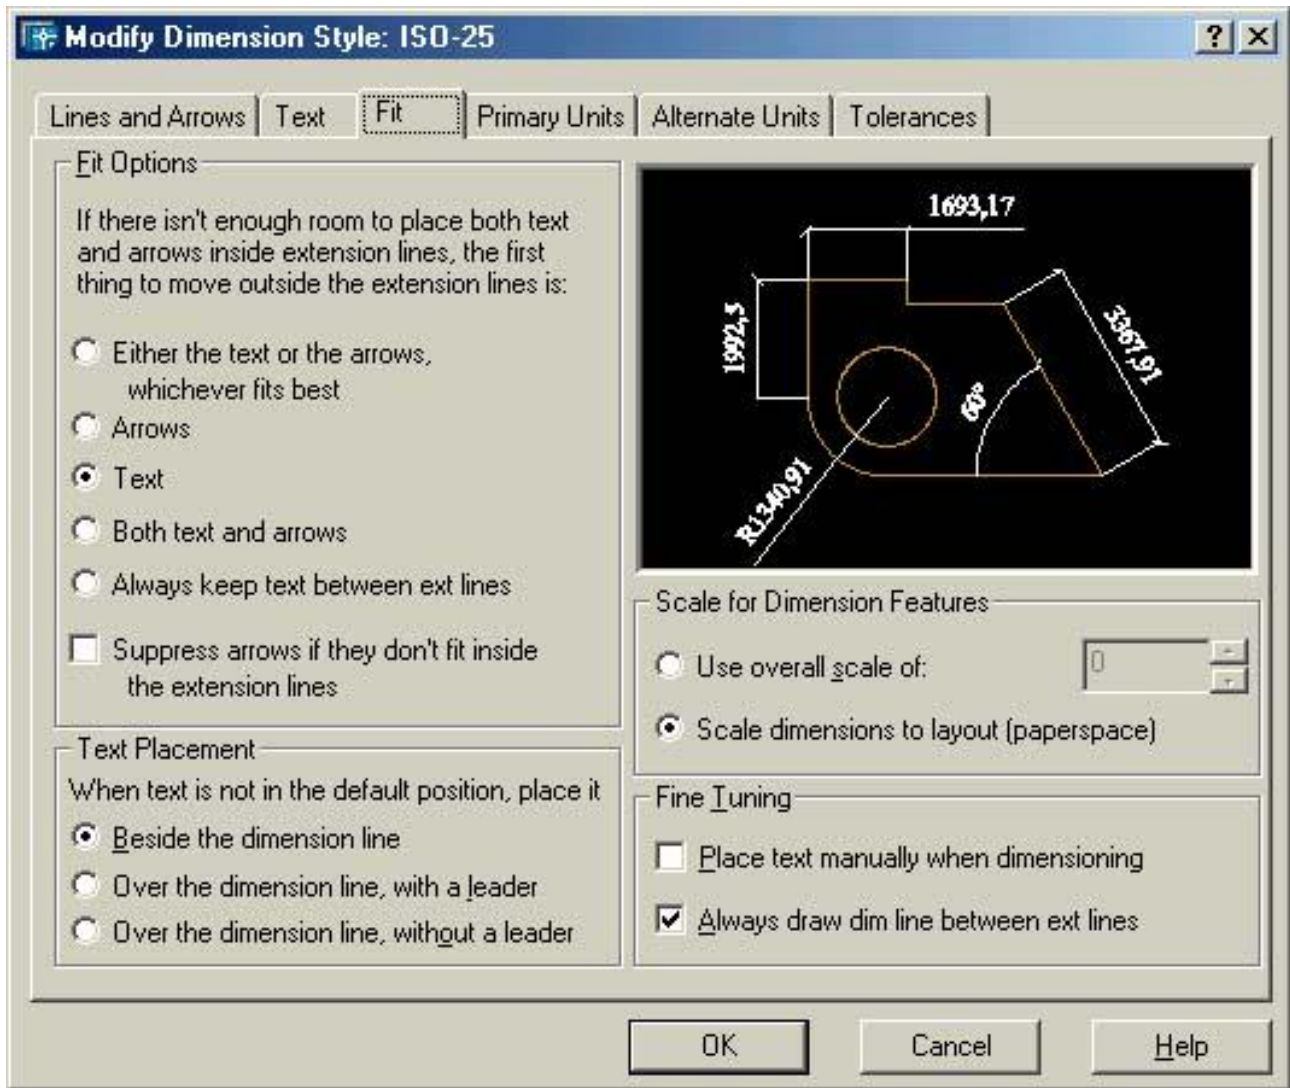 Modify Dimension Style: ISO-25
? X
Lines and Arrows Text Fit Primary Units Alternate Units Tolerances
Fit Options
If there isn't enough room to place both text
and arrows inside extension lines, the first
thing to move outside the extension lines is:
Either the text or the arrows,
whichever fits best
Arrows
Text
Both text and arrows
Always keep text between ext lines
Suppress arrows if they don't fit inside
the extension lines
Text Placement
When text is not in the default position, place it
Beside the dimension line
Over the dimension line, with a leader
Over the dimension line, without a leader
1693,17
1992,5
3367,91
60°
R1340,91
Scale for Dimension Features
Use overall scale of: 0
Scale dimensions to layout (paperspace)
Fine Tuning
Place text manually when dimensioning
Always draw dim line between ext lines
OK Cancel Help